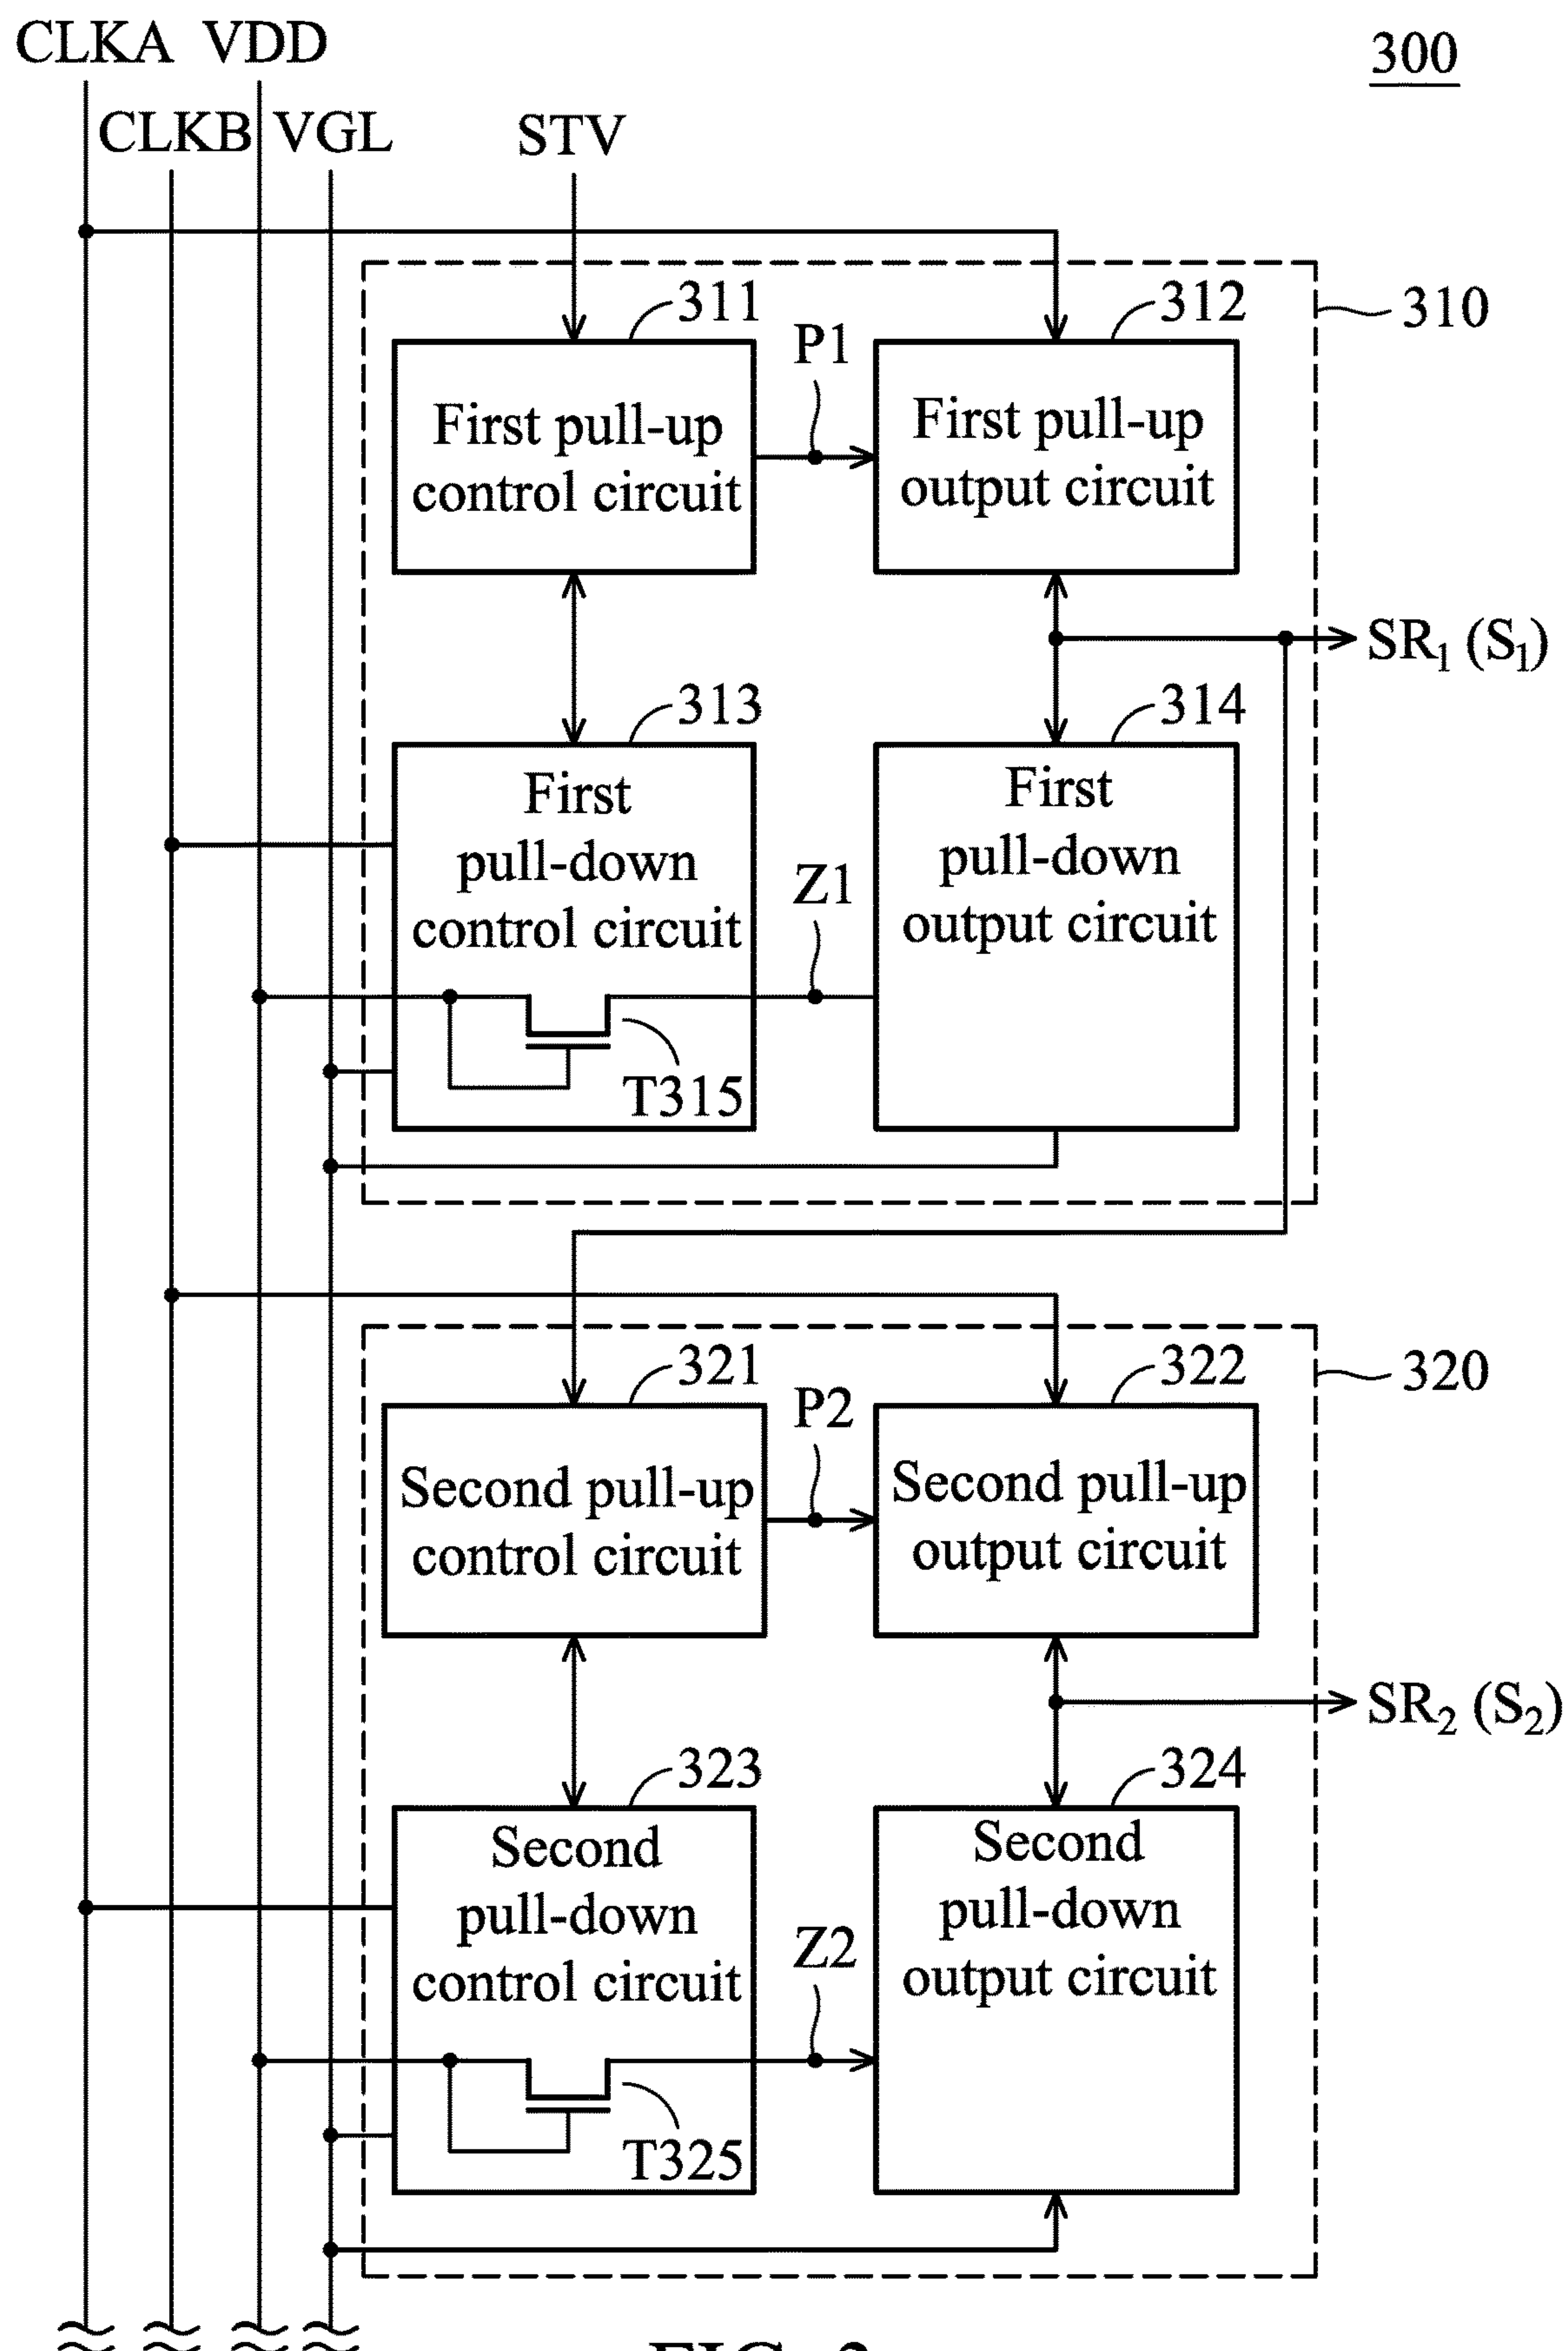 CLKA VDD
300
CLKB VGL STV
311
312
310
P1
First pull-up
control circuit
First pull-up
output circuit
SR1 (S1)
313
314
First
pull-down
control circuit
First
pull-down
output circuit
Z1
T315
321
322
320
P2
Second pull-up
control circuit
Second pull-up
output circuit
SR2 (S2)
323
324
Second
pull-down
control circuit
Second
pull-down
output circuit
Z2
T325